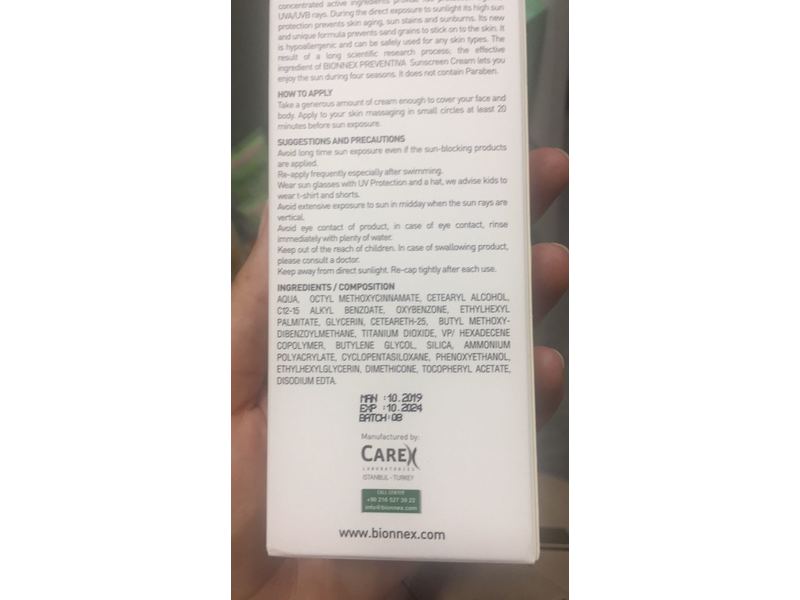 concentrated active ingredients
UVA/UVB rays. During the direct exposure to sunlight its high sun
protection prevents skin aging, sun stains and sunburns. Its new
and unique formula prevents sand grains to stick on to the skin. It
is hypoallergenic and can be safely used for any skin types. The
result of a long scientific research process; the effective
ingredient of BIONNEX PREVENTIVA Sunscreen Cream lets you
enjoy the sun during four seasons. It does not contain Paraben.
HOW TO APPLY
Take a generous amount of cream enough to cover your face and
body. Apply to your skin massaging in small circles at least 20
minutes before sun exposure.
SUGGESTIONS AND PRECAUTIONS
Avoid long time sun exposure even if the sun-blocking products
are applied.
Re-apply frequently especially after swimming.
Wear sun glasses with UV Protection and a hat, we advise kids to
wear t-shirt and shorts.
Avoid extensive exposure to sun in midday when the sun rays are
vertical.
Avoid eye contact of product, in case of eye contact, rinse
immediately with plenty of water.
Keep out of the reach of children. In case of swallowing product,
please consult a doctor.
Keep away from direct sunlight. Re-cap tightly after each use.
INGREDIENTS / COMPOSITION
AQUA, OCTYL METHOXYCINNAMATE, CETEARYL ALCOHOL,
C12-15 ALKYL BENZOATE, OXYBENZONE, ETHYLHEXYL
PALMITATE, GLYCERIN, CETEARETH-25, BUTYL METHOXY-
DIBENZOYLMETHANE, TITANIUM DIOXIDE, VP/ HEXADECENE
COPOLYMER, BUTYLENE GLYCOL, SILICA, AMMONIUM
POLYACRYLATE, CYCLOPENTASILOXANE, PHENOXYETHANOL,
ETHYLHEXYLGLYCERIN, DIMETHICONE, TOCOPHERYL ACETATE,
DISODIUM EDTA.
MAN :10.2019
EXP :10.2024
BATCH:08
Manufactured by:
CAREX
LABORATORIES
ISTANBUL - TURKEY
CALL CENTER
+90 216 527 39 22
info@bionnex.com
www.bionnex.com